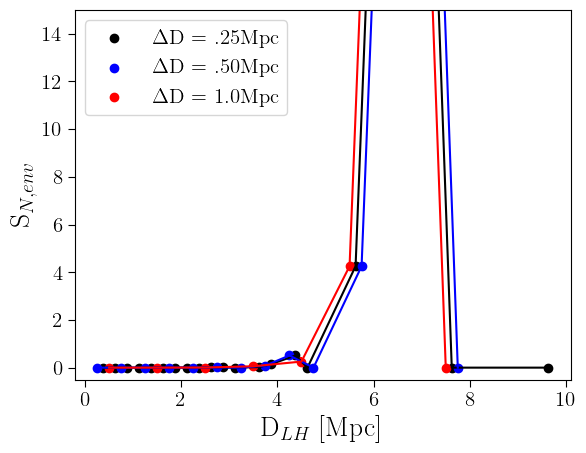 14
12
10
8
6
4
2
0
S_{N,env}
ΔD = .25Mpc
ΔD = .50Mpc
ΔD = 1.0Mpc
0 2 4 6 8 10
D_{LH} [Mpc]